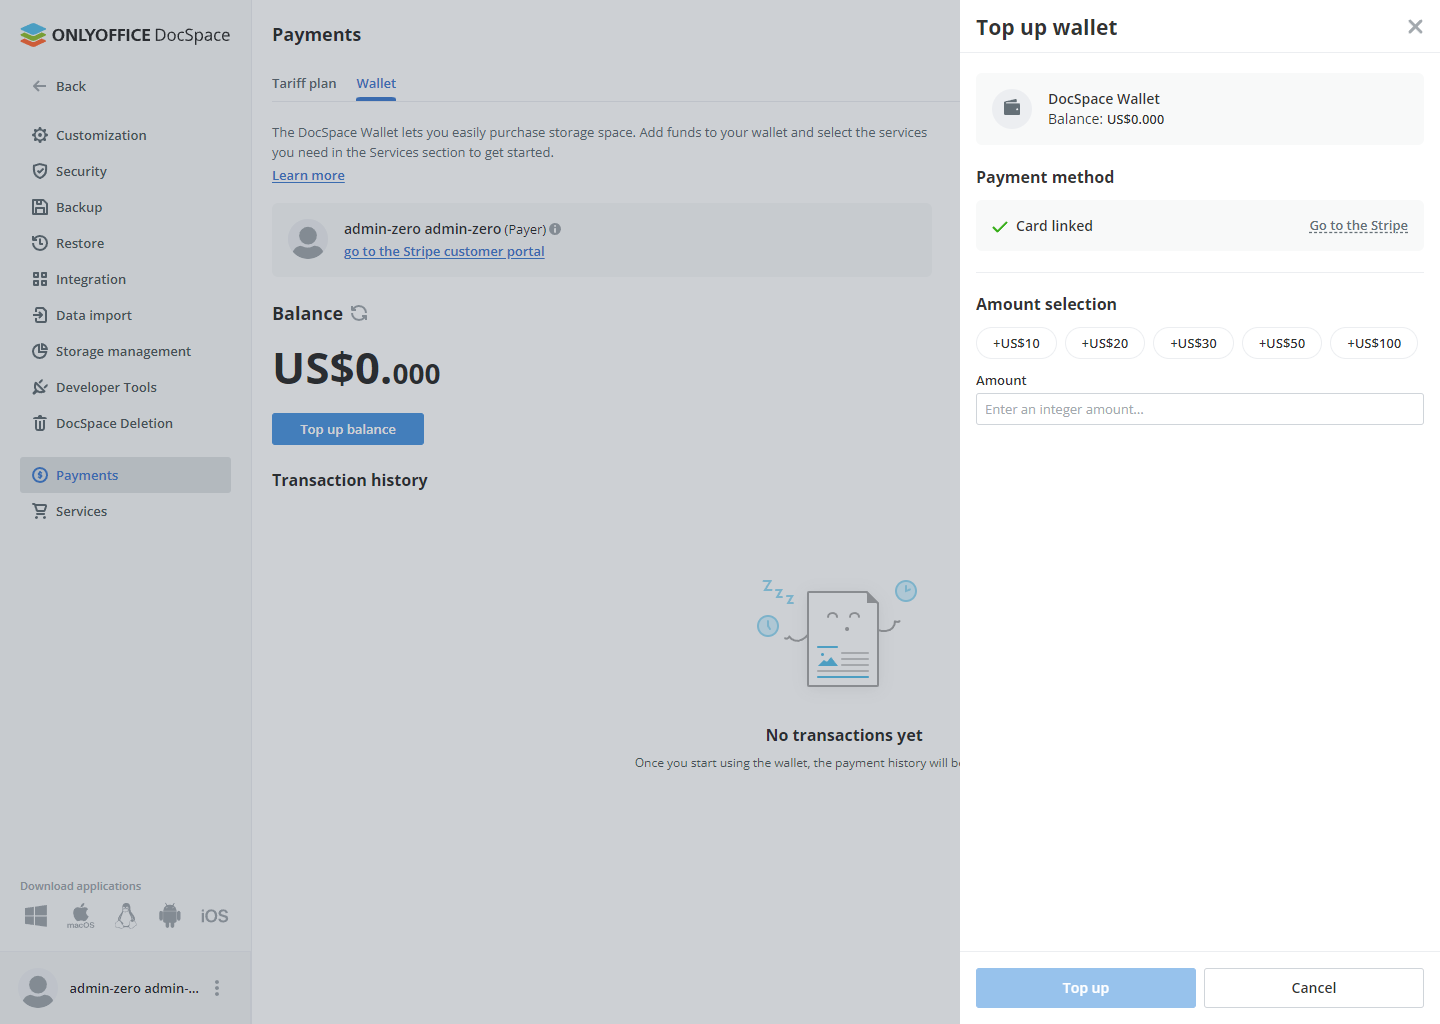 ONLYOFFICE DocSpace
Back
Customization
Security
Backup
Restore
Integration
Data import
Storage management
Developer Tools
DocSpace Deletion
Payments
Services
Download applications
macOS
iOS
admin-zero admin-...
Payments
Tariff plan
Wallet
The DocSpace Wallet lets you easily purchase storage space. Add funds to your wallet and select the services
you need in the Services section to get started.
Learn more
admin-zero admin-zero (Payer)
go to the Stripe customer portal
Balance
US$0.000
Top up balance
Transaction history
Z z z
No transactions yet
Once you start using the wallet, the payment history will
Top up wallet
DocSpace Wallet
Balance: US$0.000
Payment method
Card linked
Go to the Stripe
Amount selection
+US$10
+US$20
+US$30
+US$50
+US$100
Amount
Enter an integer amount...
Top up
Cancel